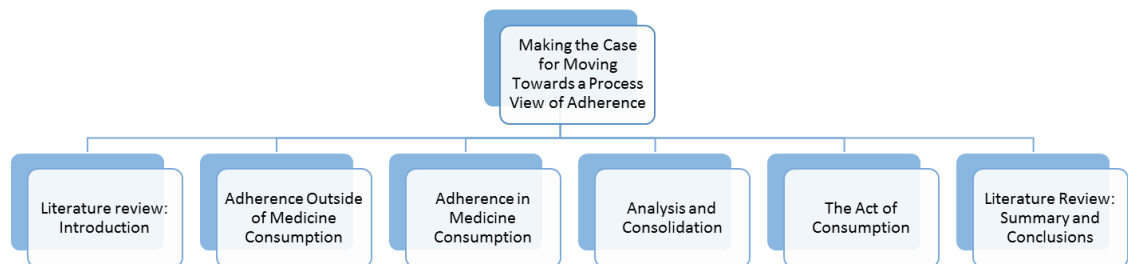 Making the Case
for Moving
Towards a Process
View of Adherence
Literature review:
Introduction
Adherence Outside
of Medicine
Consumption
Adherence in
Medicine
Consumption
Analysis and
Consolidation
The Act of
Consumption
Literature Review:
Summary and
Conclusions